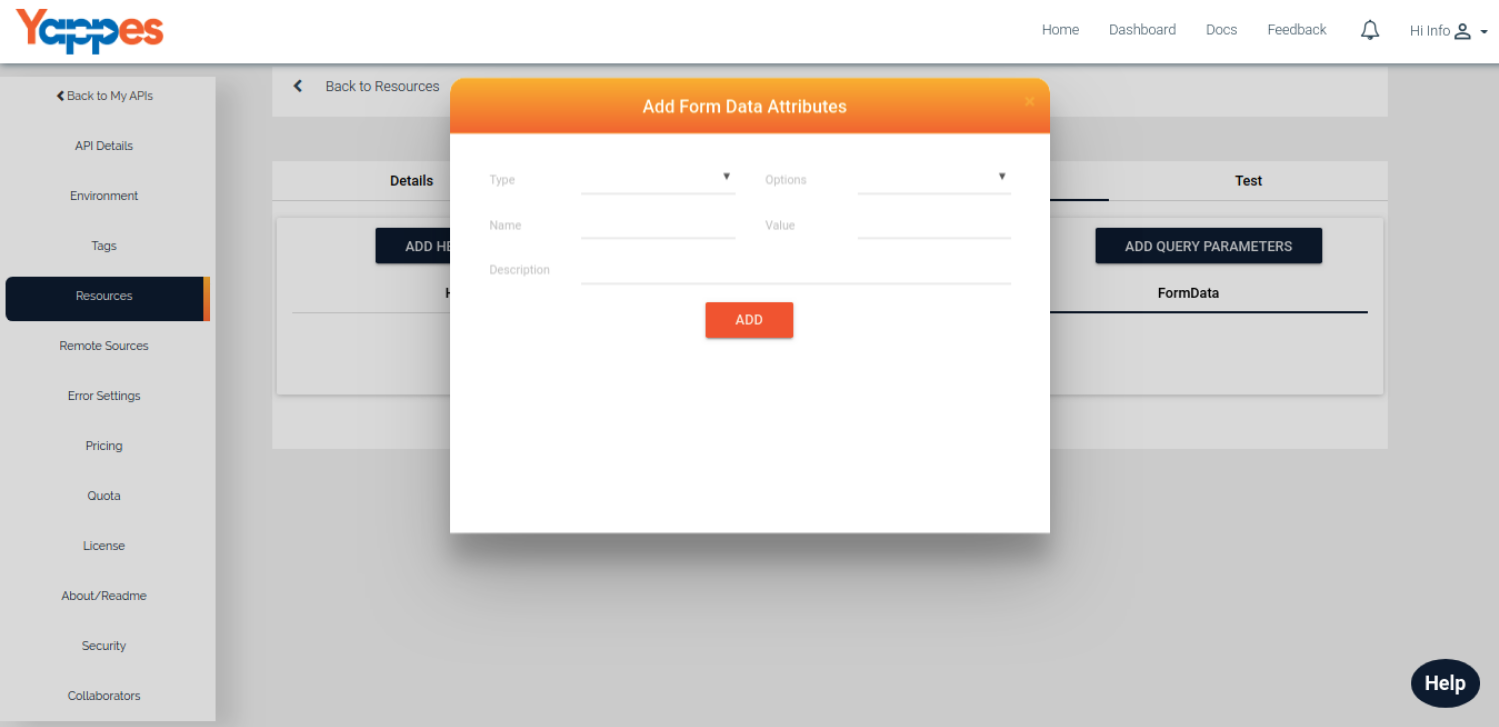 Yappes
Home Dashboard Docs Feedback Hi Info
Back to My APIs
API Details
Environment
Tags
Resources
Remote Sources
Error Settings
Pricing
Quota
License
About/Readme
Security
Collaborators
Back to Resources
Details Test
ADD HE ADD QUERY PARAMETERS
H FormData
Add Form Data Attributes ×
Type Options
Name Value
Description
ADD
Help